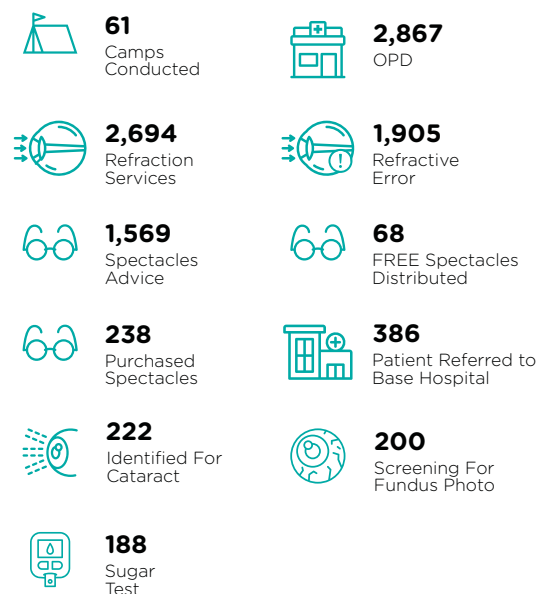 61
Camps
Conducted
2,867
OPD
2,694
Refraction
Services
1,905
Refractive
Error
1,569
Spectacles
Advice
68
FREE Spectacles
Distributed
238
Purchased
Spectacles
386
Patient Referred to
Base Hospital
222
Identified For
Cataract
200
Screening For
Fundus Photo
188
Sugar
Test